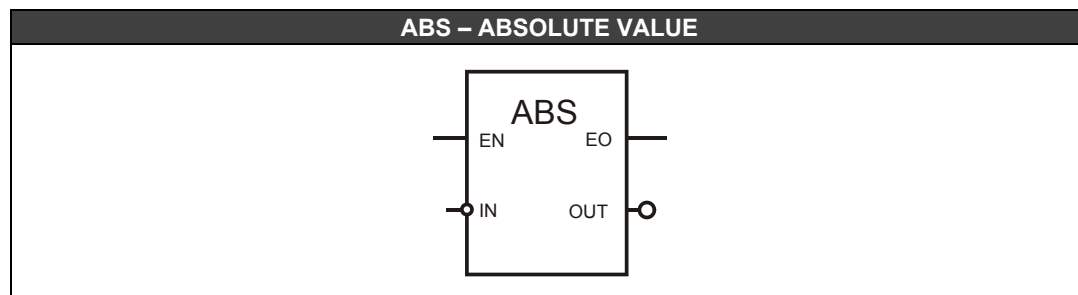 ABS – ABSOLUTE VALUE
ABS
EN EO
IN OUT